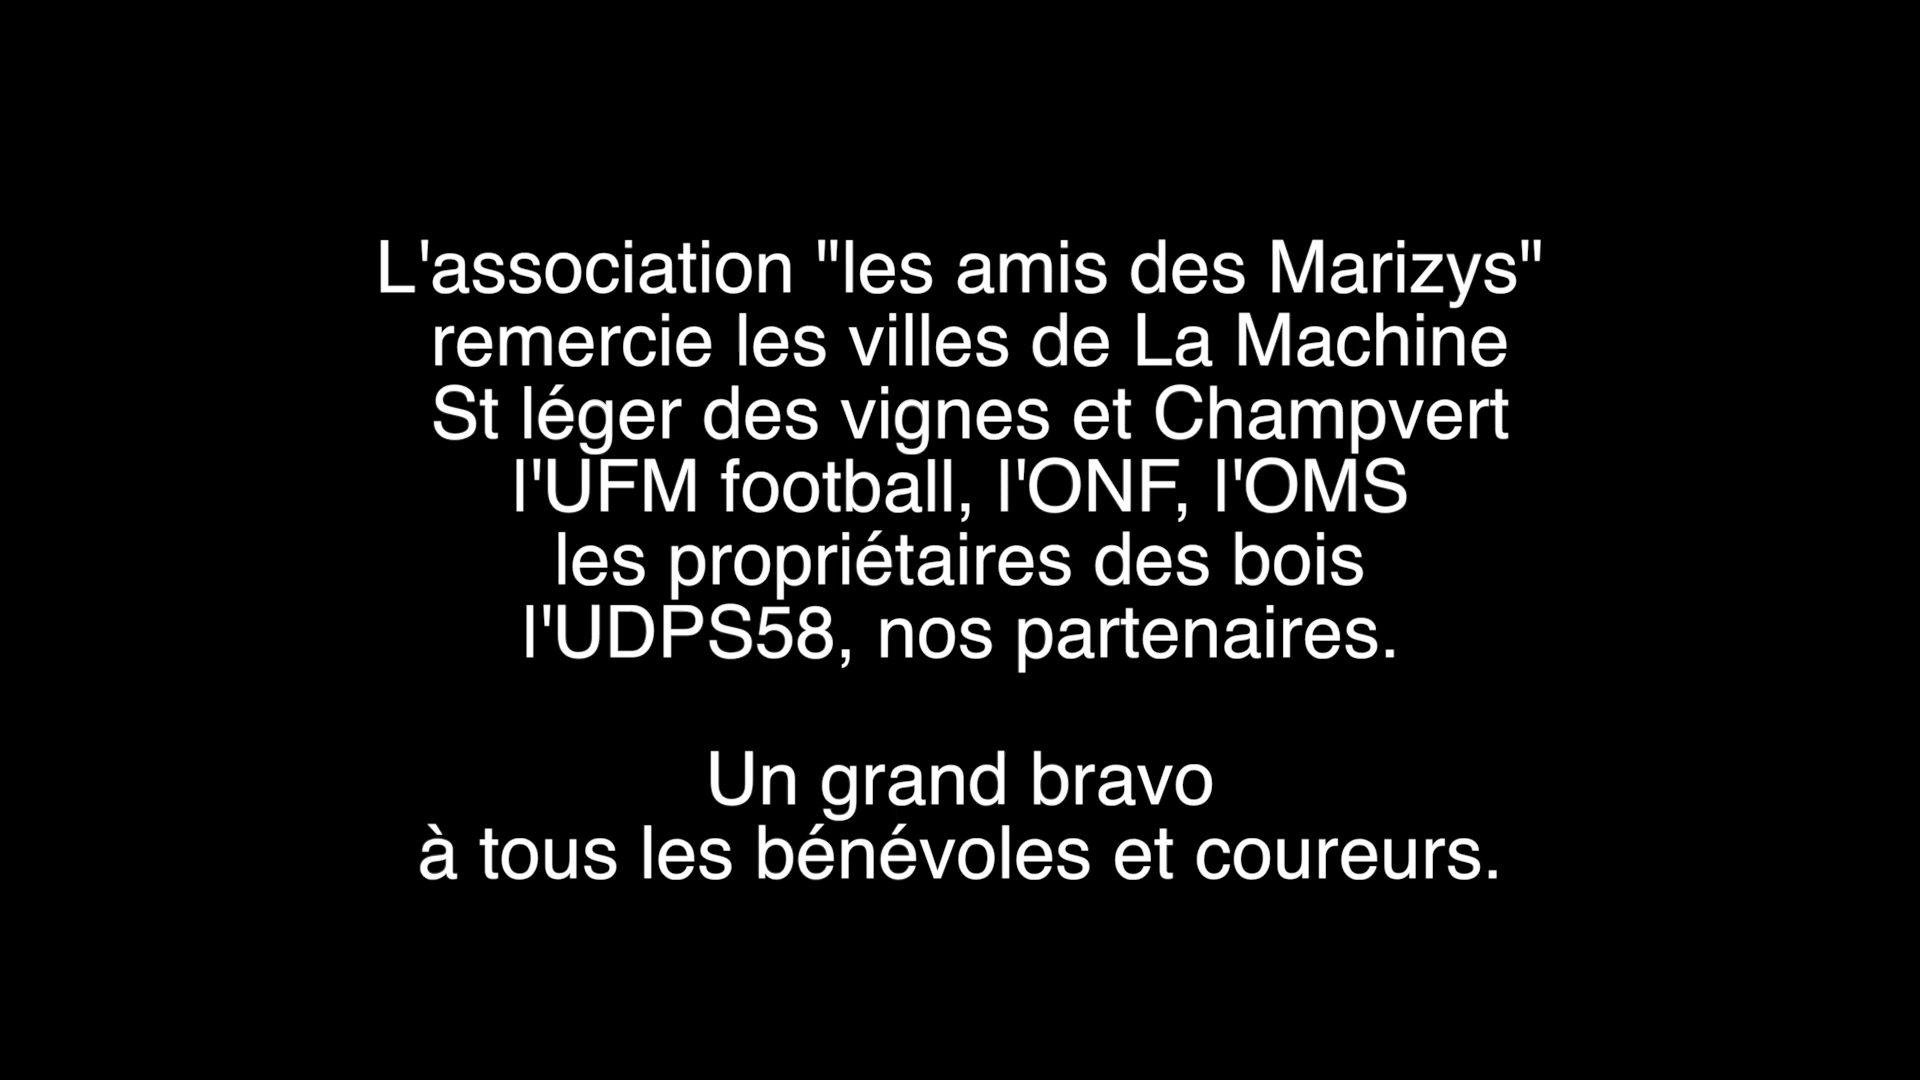 L'association "les amis des Marizys"
remercie les villes de La Machine
St léger des vignes et Champvert
l'UFM football, l'ONF, l'OMS
les propriétaires des bois
l'UDPS58, nos partenaires.
Un grand bravo
à tous les bénévoles et coureurs.